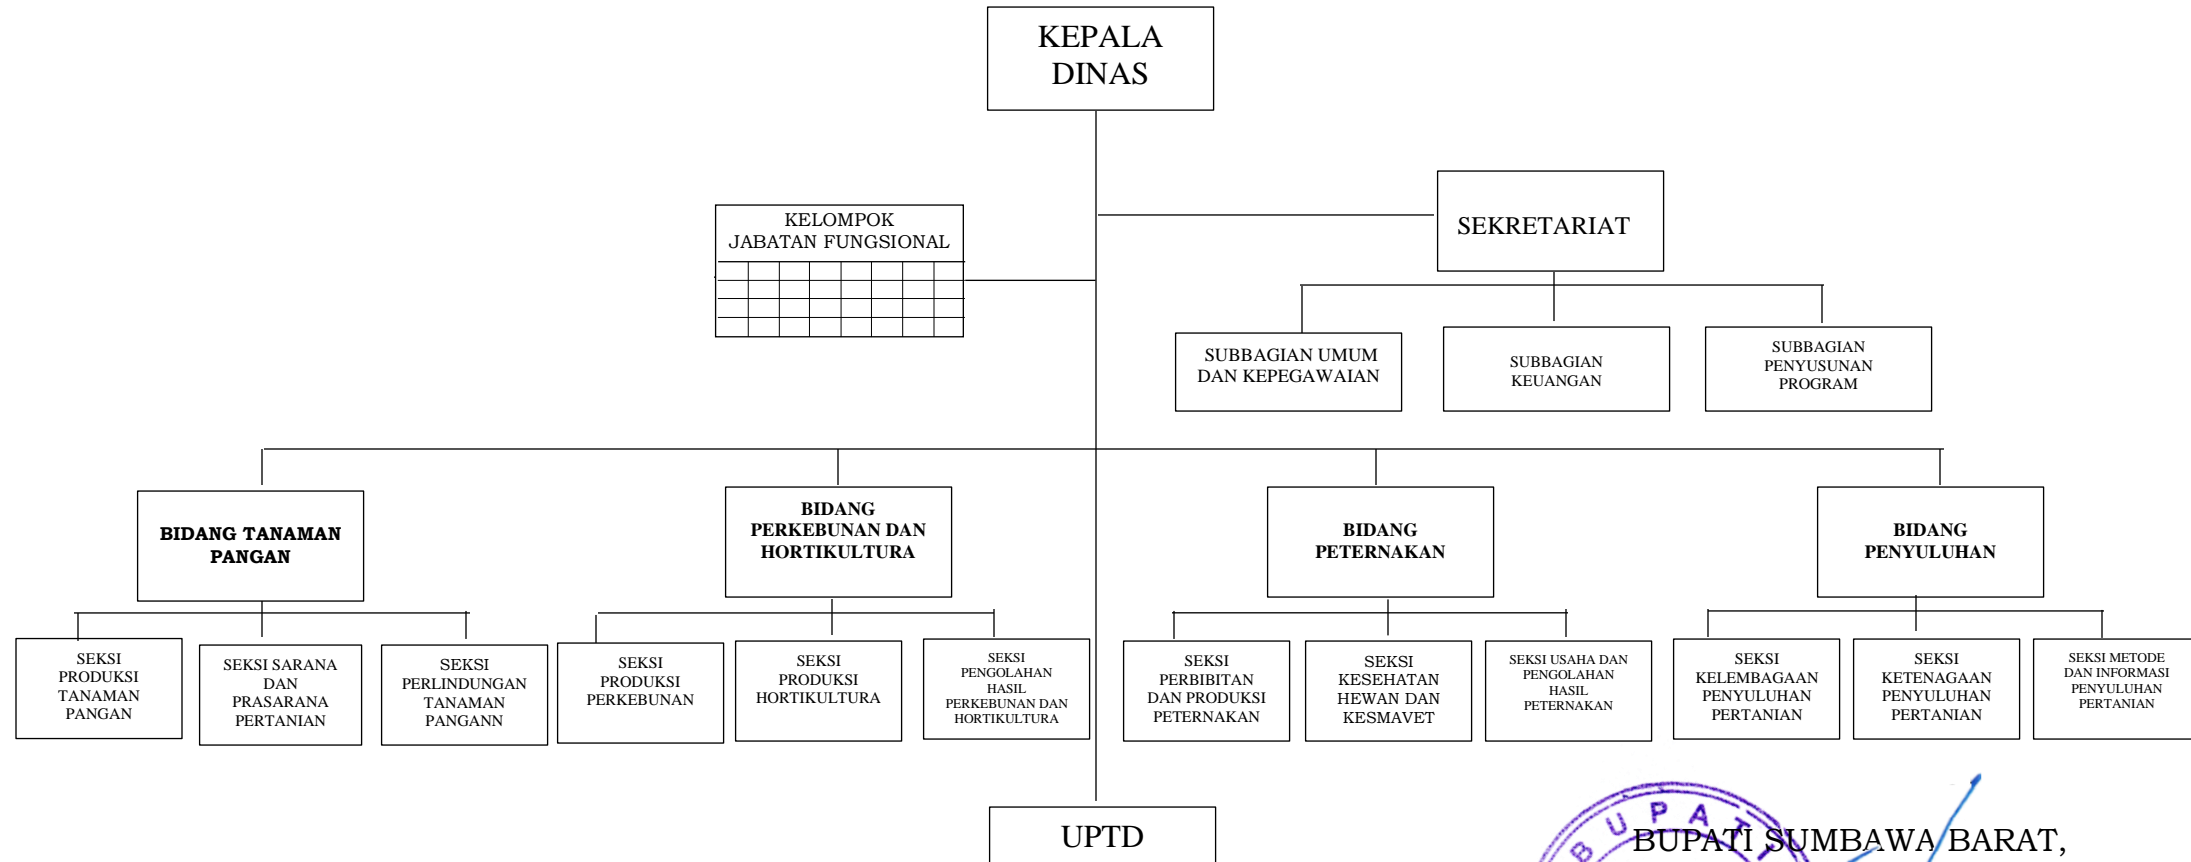 KEPALA
DINAS
KELOMPOK
JABATAN FUNGSIONAL
SEKRETARIAT
SUBBAGIAN UMUM
DAN KEPEGAWAIAN
SUBBAGIAN
KEUANGAN
SUBBAGIAN
PENYUSUNAN
PROGRAM
BIDANG TANAMAN
PANGAN
BIDANG
PERKEBUNAN DAN
HORTIKULTURA
BIDANG
PETERNAKAN
BIDANG
PENYULUHAN
SEKSI
PRODUKSI
TANAMAN
PANGAN
SEKSI SARANA
DAN
PRASARANA
PERTANIAN
SEKSI
PERLINDUNGAN
TANAMAN
PANGANN
SEKSI
PRODUKSI
PERKEBUNAN
SEKSI
PRODUKSI
HORTIKULTURA
SEKSI
PENGOLAHAN
HASIL
PERKEBUNAN DAN
HORTIKULTURA
SEKSI
PERBIBITAN
DAN PRODUKSI
PETERNAKAN
SEKSI
KESEHATAN
HEWAN DAN
KESMAVET
SEKSI USAHA DAN
PENGOLAHAN
HASIL
PETERNAKAN
SEKSI
KELEMBAGAAN
PENYULUHAN
PERTANIAN
SEKSI
KETENAGAAN
PENYULUHAN
PERTANIAN
SEKSI METODE
DAN INFORMASI
PENYULUHAN
PERTANIAN
UPTD
BUPATI
BUPATI SUMBAWA BARAT,